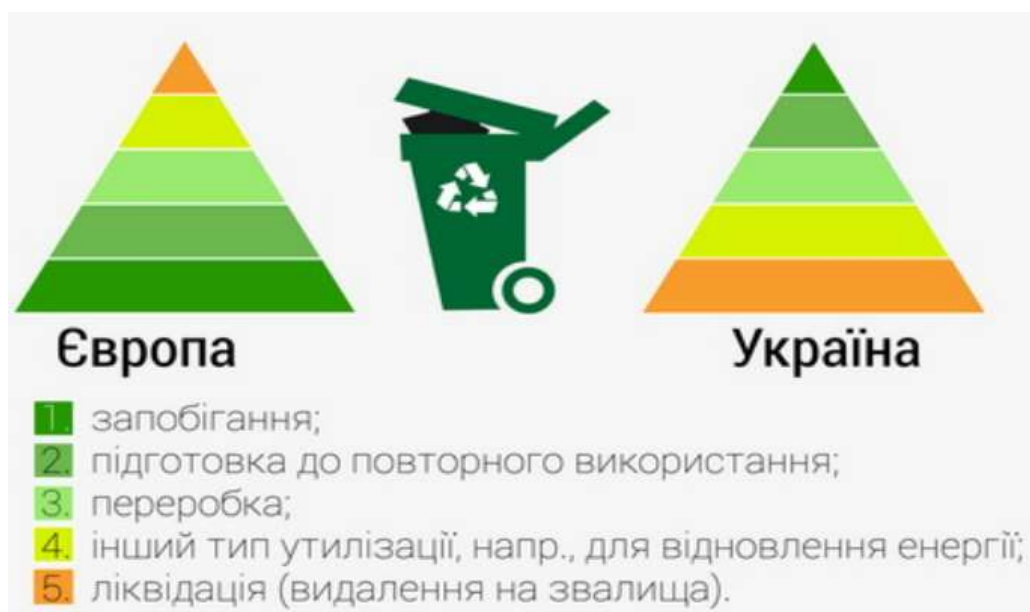 Європа
Україна
1. запобігання;
2. підготовка до повторного використання;
3. переробка;
4. інший тип утилізації, напр., для відновлення енергії;
5. ліквідація (видалення на звалища).